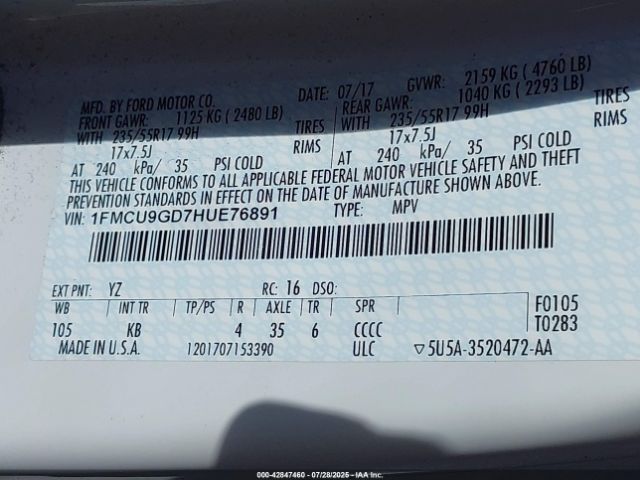 MFD. BY FORD MOTOR CO.
DATE: 07/17 GVWR: 2159 KG ( 4760 LB)
FRONT GAWR: 1125 KG ( 2480 LB) REAR GAWR: 1040 KG ( 2293 LB)
WITH 235/55R17 99H TIRES WITH 235/55R17 99H TIRES
17x7.5J RIMS 17x7.5J RIMS
AT 240 kPa/ 35 PSI COLD AT 240 kPa/ 35 PSI COLD
THIS VEHICLE CONFORMS TO ALL APPLICABLE FEDERAL MOTOR VEHICLE SAFETY AND THEFT
PREVENTION STANDARDS IN EFFECT ON THE DATE OF MANUFACTURE SHOWN ABOVE.
VIN: 1FMCU9GD7HUE76891 TYPE: MPV
EXT PNT: YZ RC: 16 DSO:
WB INT TR TP/PS R AXLE TR SPR F0105
105 KB 4 35 6 CCCC T0283
MADE IN U.S.A. 1201707153390 ULC ▽5U5A-3520472-AA
000-42847460 - 07/28/2025 - IAA Inc.